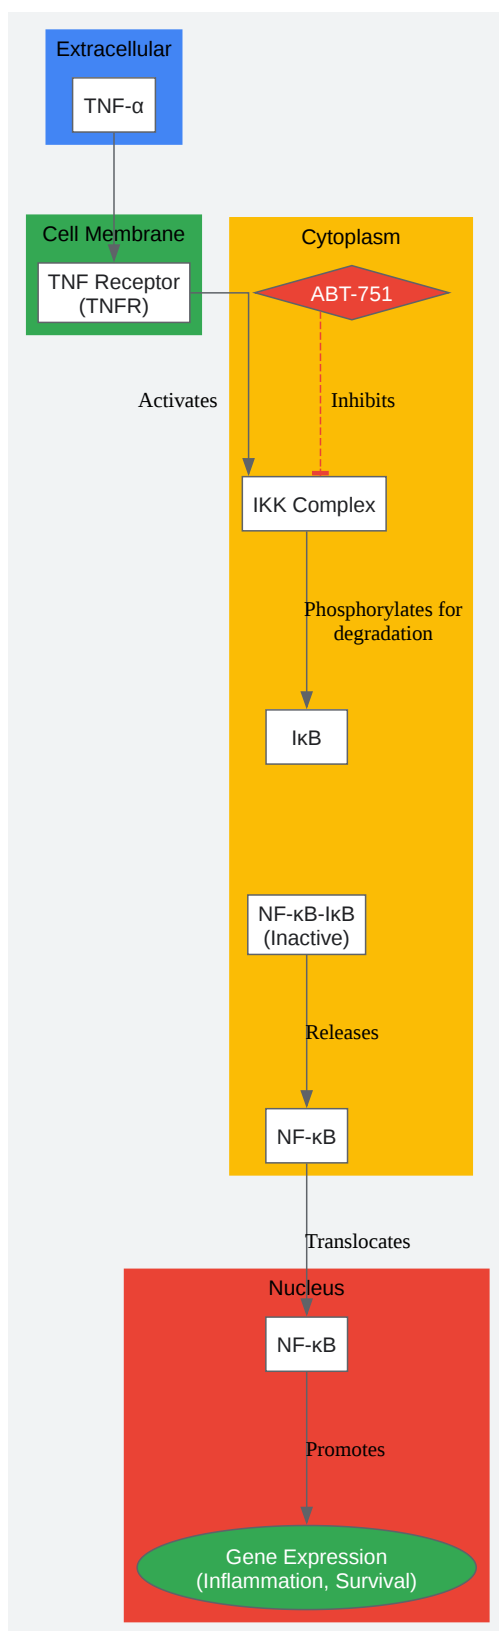 Extracellular
TNF-α
Cell Membrane
TNF Receptor
(TNFR)
Cytoplasm
ABT-751
Activates
Inhibits
IKK Complex
Phosphorylates for
degradation
IκB
NF-κB-IκB
(Inactive)
Releases
NF-κB
Translocates
Nucleus
NF-κB
Promotes
Gene Expression
(Inflammation, Survival)